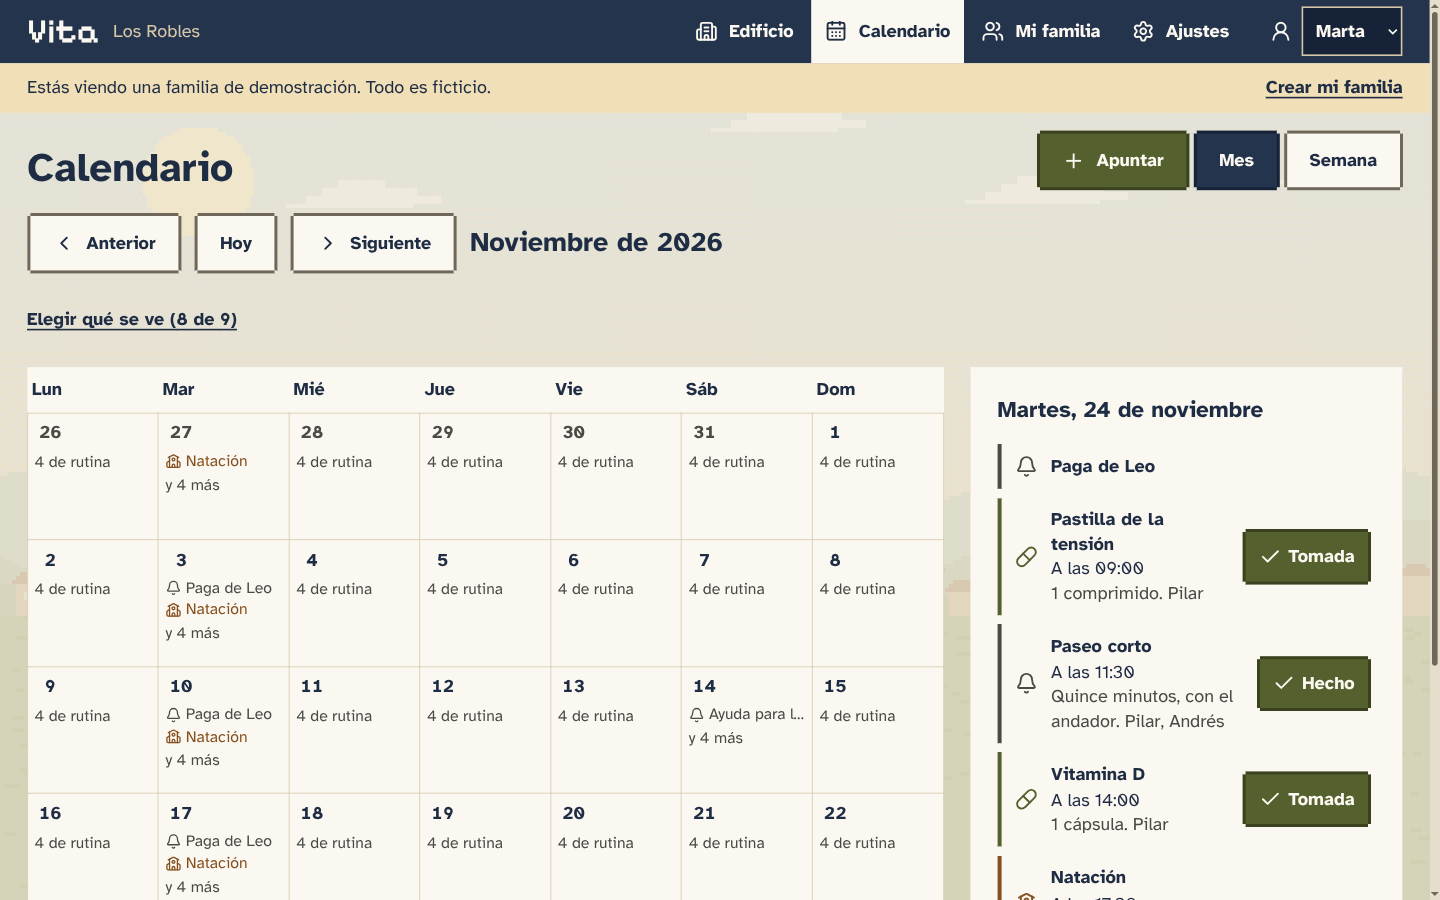 Vita Los Robles Edificio Calendario Mi familia Ajustes Marta
Estás viendo una familia de demostración. Todo es ficticio. Crear mi familia
Calendario
Apuntar Mes Semana
Anterior Hoy Siguiente Noviembre de 2026
Elegir qué se ve (8 de 9)
Lun Mar Mié Jue Vie Sáb Dom
26 27 28 29 30 31 1
4 de rutina Natación 4 de rutina 4 de rutina 4 de rutina 4 de rutina 4 de rutina
y 4 más
2 3 4 5 6 7 8
4 de rutina Paga de Leo 4 de rutina 4 de rutina 4 de rutina 4 de rutina 4 de rutina
Natación
y 4 más
9 10 11 12 13 14 15
4 de rutina Paga de Leo 4 de rutina 4 de rutina 4 de rutina Ayuda para l... 4 de rutina
Natación y 4 más
y 4 más
16 17 18 19 20 21 22
4 de rutina Paga de Leo 4 de rutina 4 de rutina 4 de rutina 4 de rutina 4 de rutina
Natación
y 4 más
Martes, 24 de noviembre
Paga de Leo
Pastilla de la
tensión
A las 09:00
1 comprimido. Pilar
Tomada
Paseo corto
A las 11:30
Quince minutos, con el
andador. Pilar, Andrés
Hecho
Vitamina D
A las 14:00
1 cápsula. Pilar
Tomada
Natación